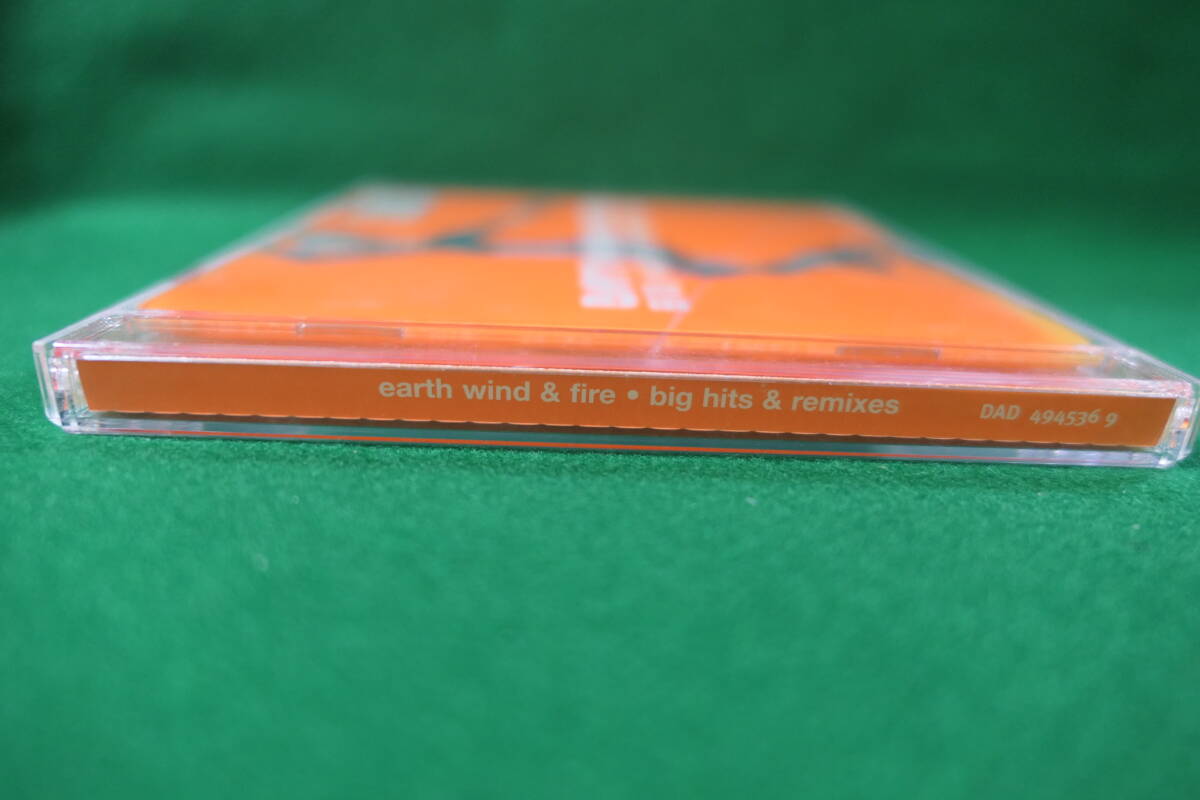 earth wind & fire • big hits & remixes DAD 494536 9